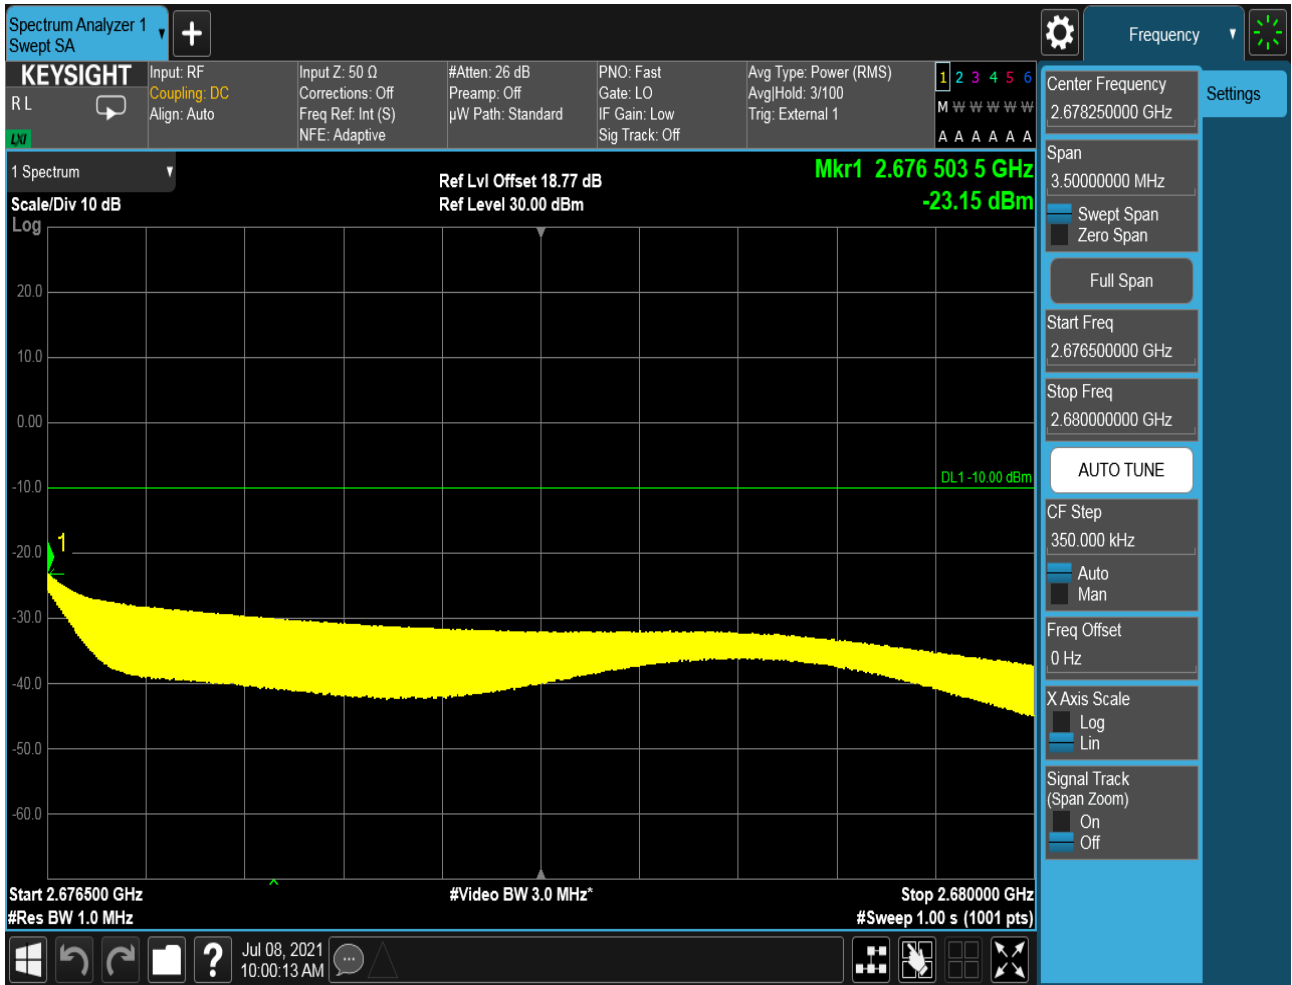 Spectrum Analyzer 1
Swept SA
Frequency
KEYSIGHT
R L
LXI
Input: RF
Coupling: DC
Align: Auto
Input Z: 50 Ω
Corrections: Off
Freq Ref: Int (S)
NFE: Adaptive
#Atten: 26 dB
Preamp: Off
µW Path: Standard
PNO: Fast
Gate: LO
IF Gain: Low
Sig Track: Off
Avg Type: Power (RMS)
Avg|Hold: 3/100
Trig: External 1
1 2 3 4 5 6
M W W W W W
A A A A A A
1 Spectrum
Scale/Div 10 dB
Log
Ref Lvl Offset 18.77 dB
Ref Level 30.00 dBm
Mkr1 2.676 503 5 GHz
-23.15 dBm
20.0
10.0
0.00
-10.0
-20.0
-30.0
-40.0
-50.0
-60.0
DL1 -10.00 dBm
1
Start 2.676500 GHz
#Res BW 1.0 MHz
#Video BW 3.0 MHz*
Stop 2.680000 GHz
#Sweep 1.00 s (1001 pts)
Jul 08, 2021
10:00:13 AM
Settings
Center Frequency
2.678250000 GHz
Span
3.50000000 MHz
Swept Span
Zero Span
Full Span
Start Freq
2.676500000 GHz
Stop Freq
2.680000000 GHz
AUTO TUNE
CF Step
350.000 kHz
Auto
Man
Freq Offset
0 Hz
X Axis Scale
Log
Lin
Signal Track
(Span Zoom)
On
Off